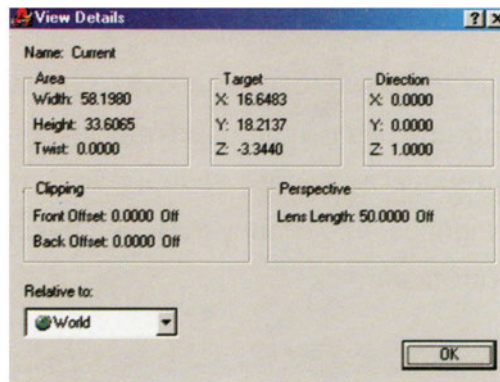 View Details
Name: Current
Area
Width: 58.1980
Height: 33.6065
Twist: 0.0000
Target
X: 16.6483
Y: 18.2137
Z: -3.3440
Direction
X: 0.0000
Y: 0.0000
Z: 1.0000
Clipping
Front Offset: 0.0000 Off
Back Offset: 0.0000 Off
Perspective
Lens Length: 50.0000 Off
Relative to:
World
OK